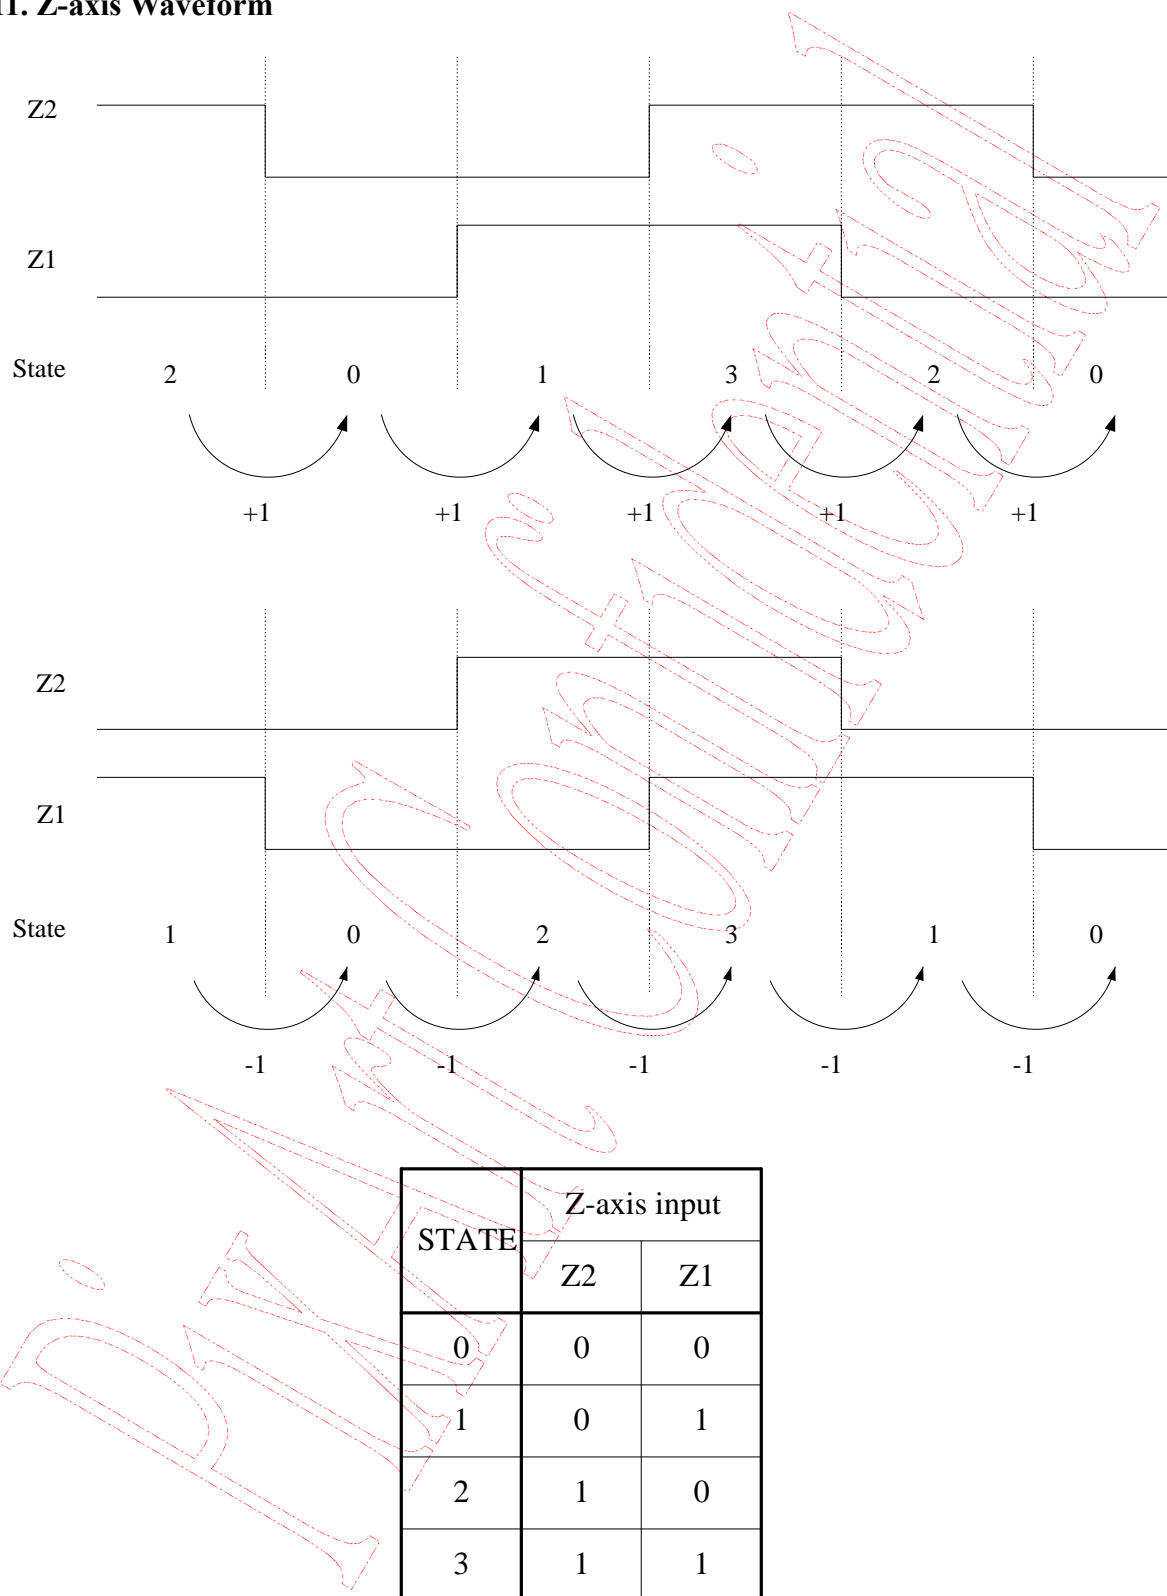 11. Z-axis Waveform
Z2
Z1
State 2 0 1 3 2 0
+1 +1 +1 +1 +1
Z2
Z1
State 1 0 2 3 1 0
-1 -1 -1 -1 -1
PixArt Confidential
STATE Z-axis input
Z2 Z1
0 0 0
1 0 1
2 1 0
3 1 1